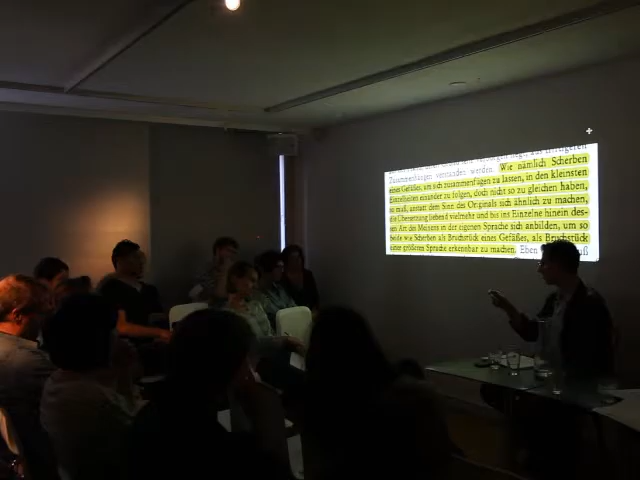 Zusammenhängen verstanden werden. Wie nämlich Scherben
eines Gefäßes, um sich zusammenfügen zu lassen, in den kleinsten
Einzelheiten einander zu folgen, doch nicht so zu gleichen haben,
so muß, anstatt dem Sinn des Originals sich ähnlich zu machen,
die Übersetzung liebend vielmehr und bis ins Einzelne hinein des-
sen Art des Meinens in der eigenen Sprache sich anbilden, um so
beide wie Scherben als Bruchstück eines Gefäßes, als Bruchstück
einer größeren Sprache erkennbar zu machen. Eben